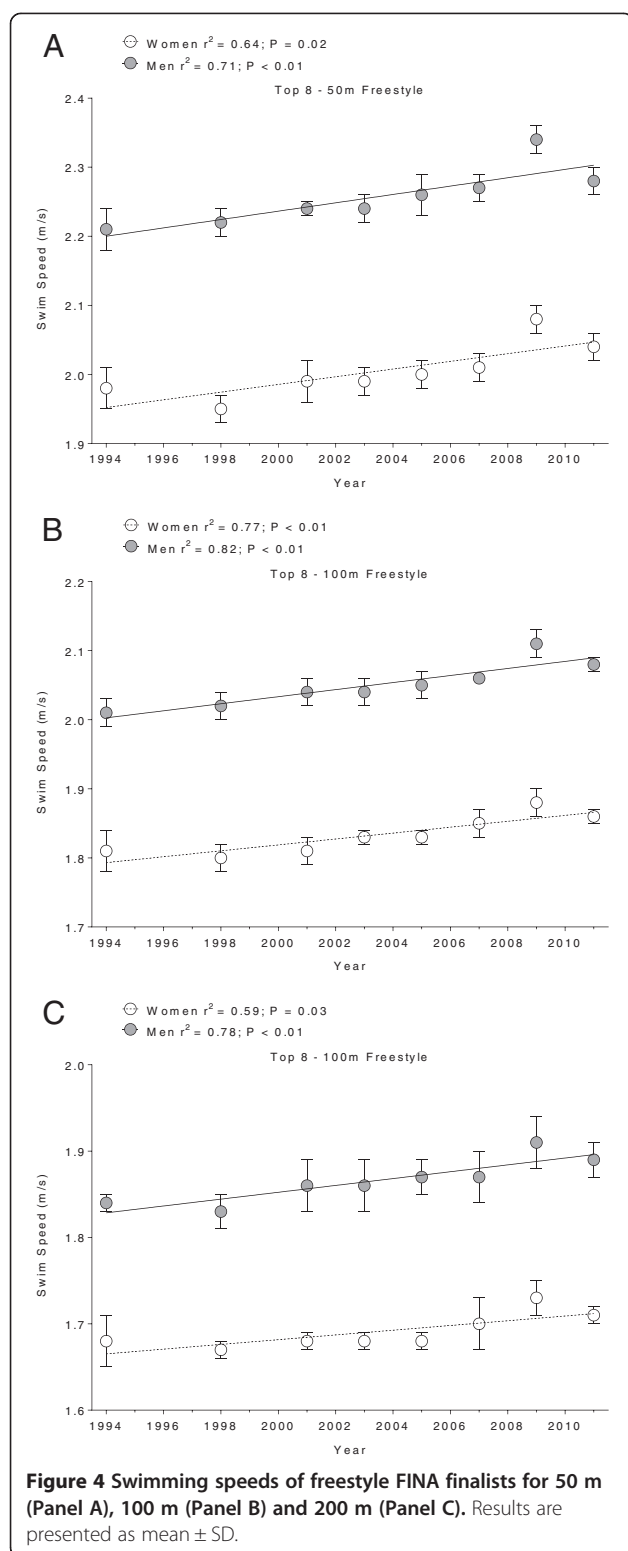 A
Women r² = 0.64; P = 0.02
Men r² = 0.71; P < 0.01
Top 8 - 50m Freestyle
2.4
2.3
2.2
2.1
2.0
1.9
Swim Speed (m/s)
1994 1996 1998 2000 2002 2004 2006 2008 2010
Year
B
Women r² = 0.77; P < 0.01
Men r² = 0.82; P < 0.01
Top 8 - 100m Freestyle
2.2
2.1
2.0
1.9
1.8
1.7
Swim Speed (m/s)
1994 1996 1998 2000 2002 2004 2006 2008 2010
Year
C
Women r² = 0.59; P = 0.03
Men r² = 0.78; P < 0.01
Top 8 - 100m Freestyle
2.0
1.9
1.8
1.7
1.6
Swim Speed (m/s)
1994 1996 1998 2000 2002 2004 2006 2008 2010
Year
Figure 4 Swimming speeds of freestyle FINA finalists for 50 m
(Panel A), 100 m (Panel B) and 200 m (Panel C). Results are
presented as mean ± SD.